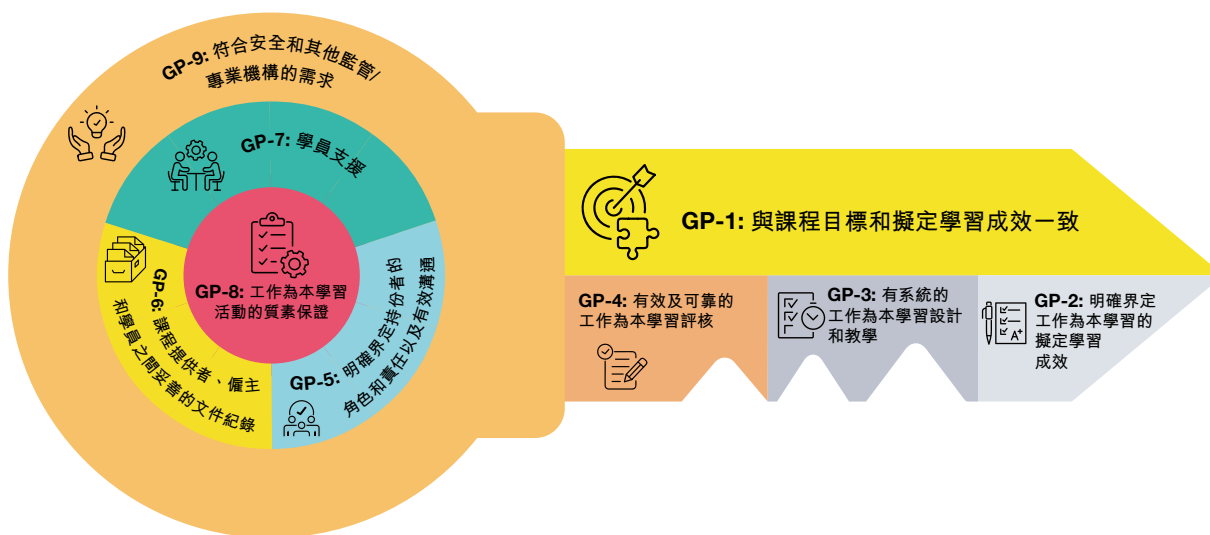 GP-9: 符合安全和其他監管/
專業機構的需求
GP-7: 學員支援
GP-8: 工作為本學習
活動的質素保證
GP-6: 課程提供者、僱主
和學員之間妥善的文件紀錄
GP-5: 明確界定持份者的
角色和責任以及有效溝通
GP-1: 與課程目標和擬定學習成效一致
GP-4: 有效及可靠的
工作為本學習評核
GP-3: 有系統的
工作為本學習設計
和教學
GP-2: 明確界定
工作為本學習的
擬定學習
成效
A+